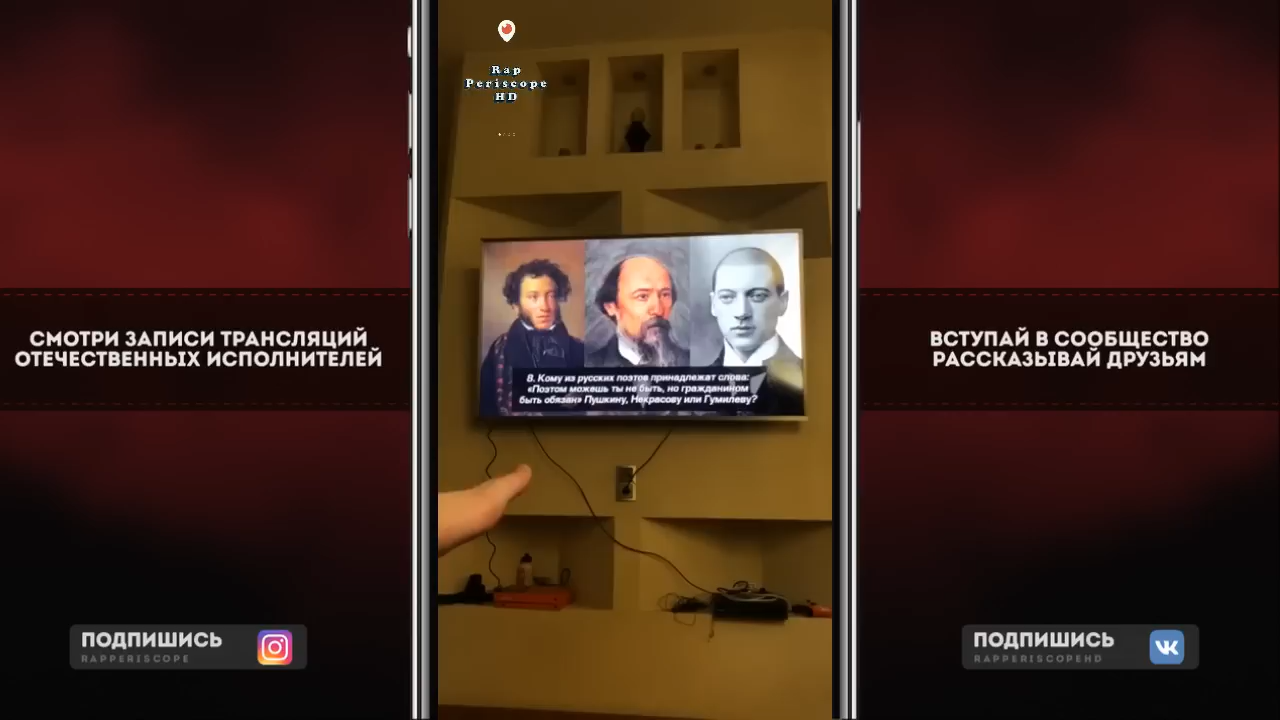 Rap
Periscope
HD
8. Кому из русских поэтов принадлежат слова:
«Поэтом можешь ты не быть, но гражданином
быть обязан» Пушкину, Некрасову или Гумилеву?
СМОТРИ ЗАПИСИ ТРАНСЛЯЦИЙ
ОТЕЧЕСТВЕННЫХ ИСПОЛНИТЕЛЕЙ
ВСТУПАЙ В СООБЩЕСТВО
РАССКАЗЫВАЙ ДРУЗЬЯМ
ПОДПИШИСЬ
RAPPERISCOPE
ПОДПИШИСЬ
RAPPERISCOPEHD